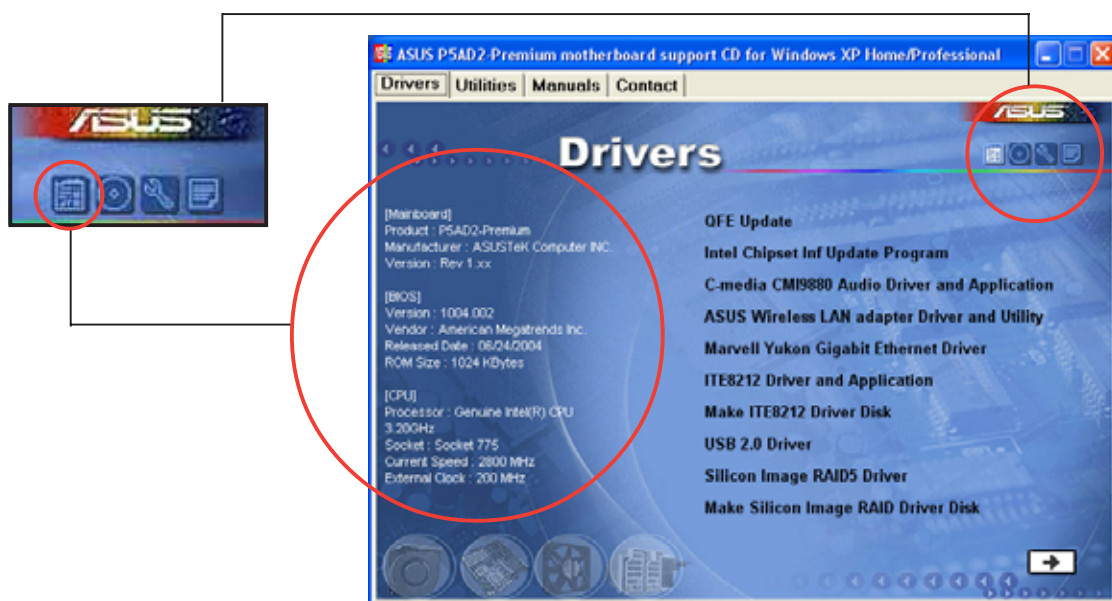 ASUS P5AD2-Premium motherboard support CD for Windows XP Home/Professional
Drivers Utilities Manuals Contact
ASUS
ASUS
Drivers
[Mainboard]
Product : P5AD2-Premium
Manufacturer : ASUSTeK Computer INC.
Version : Rev 1.xx
[BIOS]
Version : 1004.002
Vendor : American Megatrends Inc.
Released Date : 06/24/2004
ROM Size : 1024 KBytes
[CPU]
Processor : Genuine Intel(R) CPU
3.20GHz
Socket : Socket 775
Current Speed : 2800 MHz
External Clock : 200 MHz
QFE Update
Intel Chipset Inf Update Program
C-media CMI9880 Audio Driver and Application
ASUS Wireless LAN adapter Driver and Utility
Marvell Yukon Gigabit Ethernet Driver
ITE8212 Driver and Application
Make ITE8212 Driver Disk
USB 2.0 Driver
Silicon Image RAID5 Driver
Make Silicon Image RAID Driver Disk